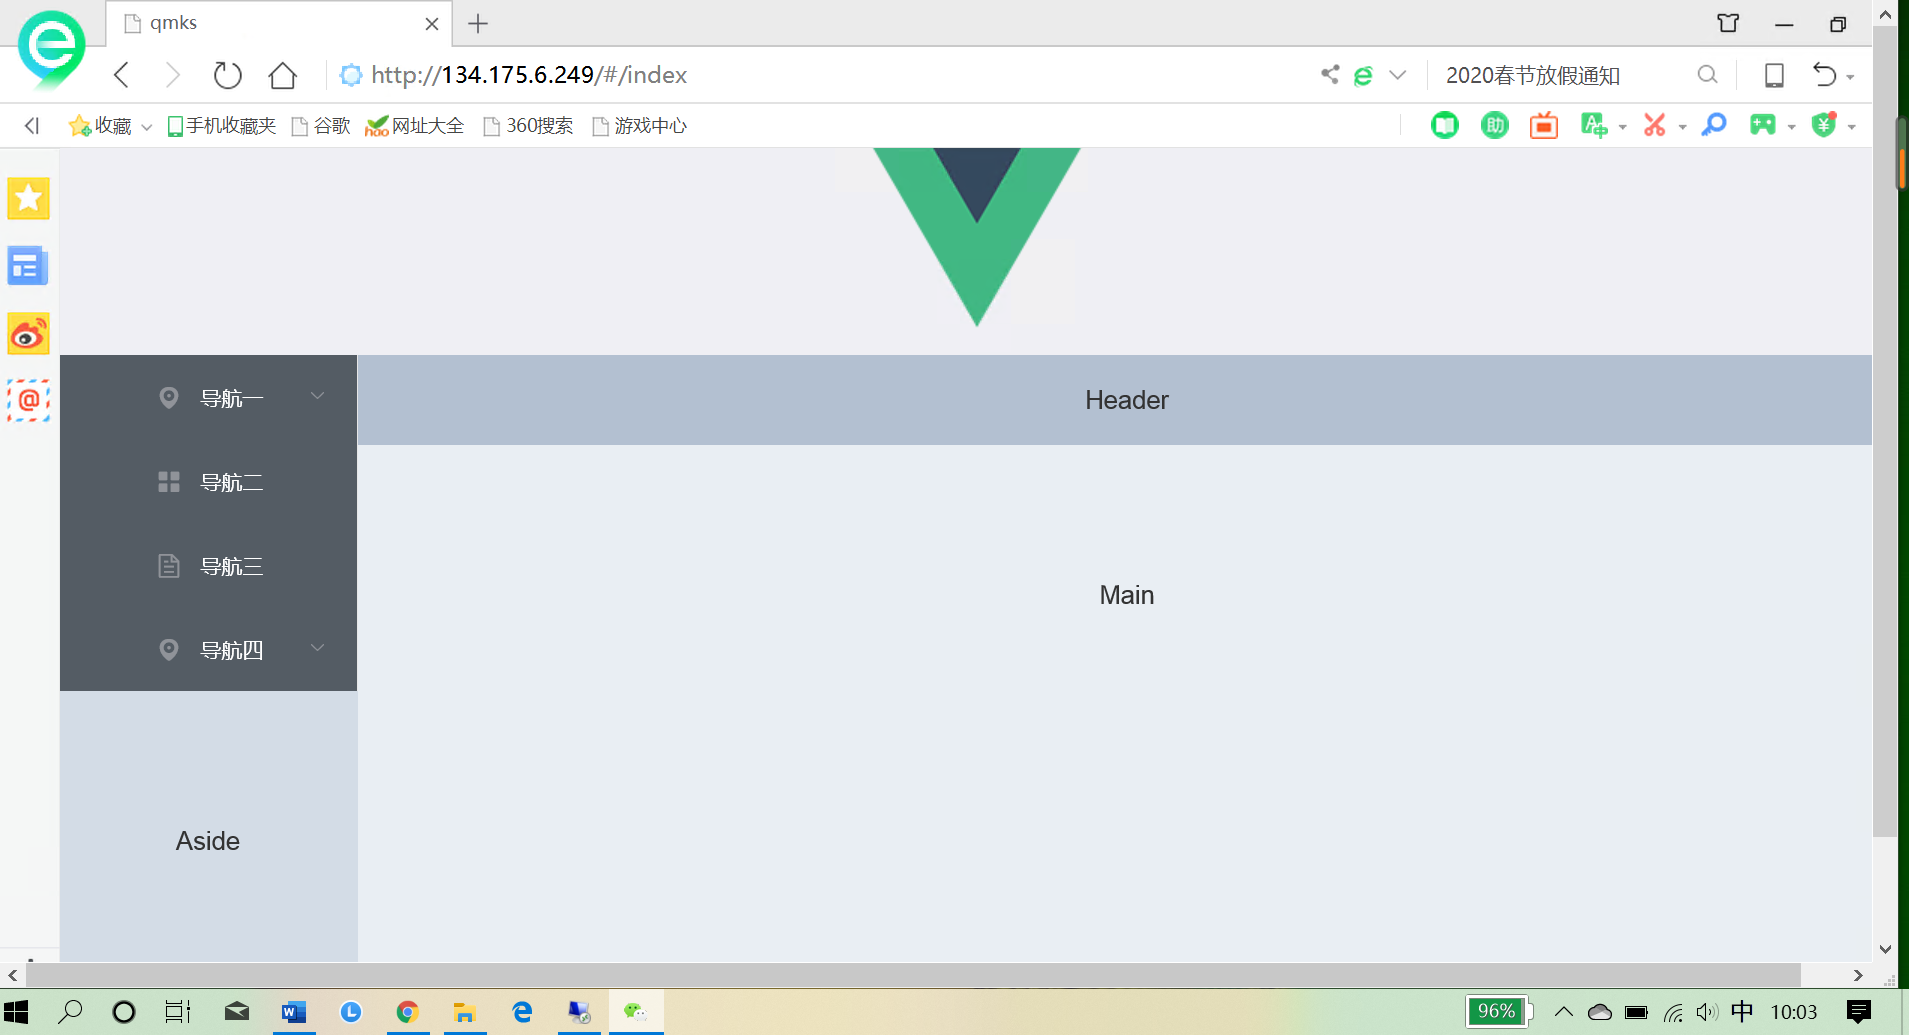 qmks
http://134.175.6.249/#/index
2020春节放假通知
收藏 手机收藏夹 谷歌 hao 网址大全 360搜索 游戏中心
助
导航一
Header
导航二
导航三
Main
导航四
Aside
96% 中 10:03